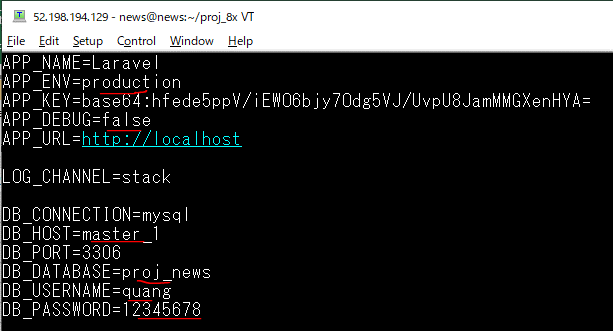 52.198.194.129 - news@news:~/proj_8x VT
File Edit Setup Control Window Help
APP_NAME=Laravel
APP_ENV=production
APP_KEY=base64:hfede5ppV/iEWO6bjy7Odg5VJ/UvpU8JamMMGXenHYA=
APP_DEBUG=false
APP_URL=http://localhost
LOG_CHANNEL=stack
DB_CONNECTION=mysql
DB_HOST=master_1
DB_PORT=3306
DB_DATABASE=proj_news
DB_USERNAME=quang
DB_PASSWORD=12345678